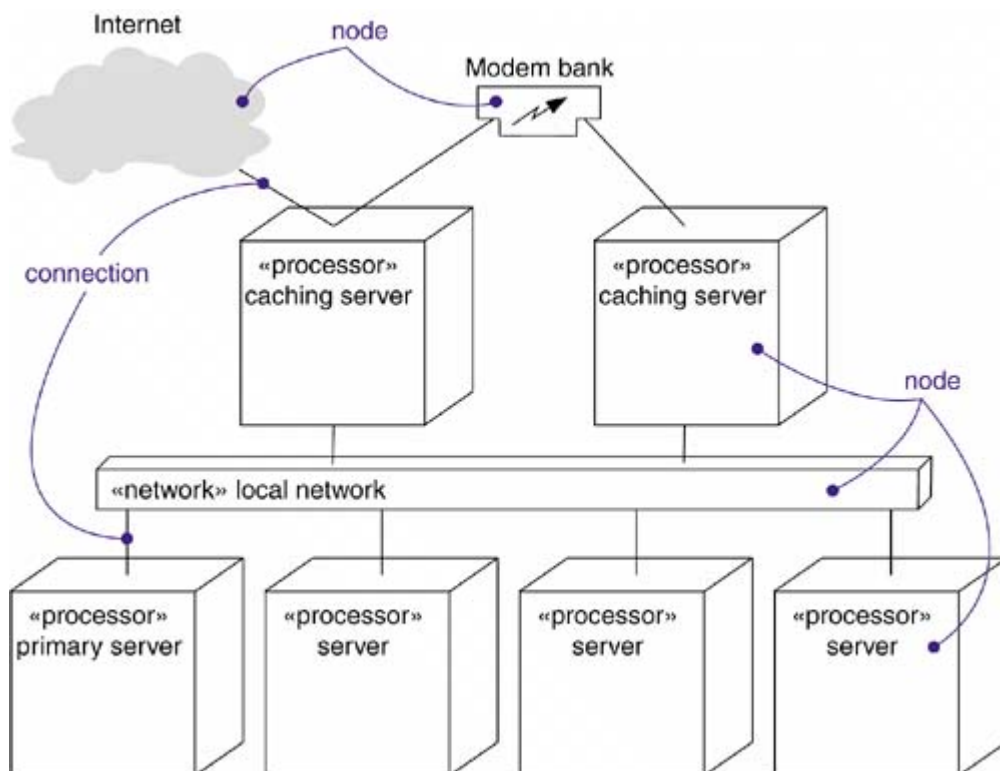 Internet
node
Modem bank
connection
«processor»
caching server
«processor»
caching server
node
«network» local network
«processor»
primary server
«processor»
server
«processor»
server
«processor»
server